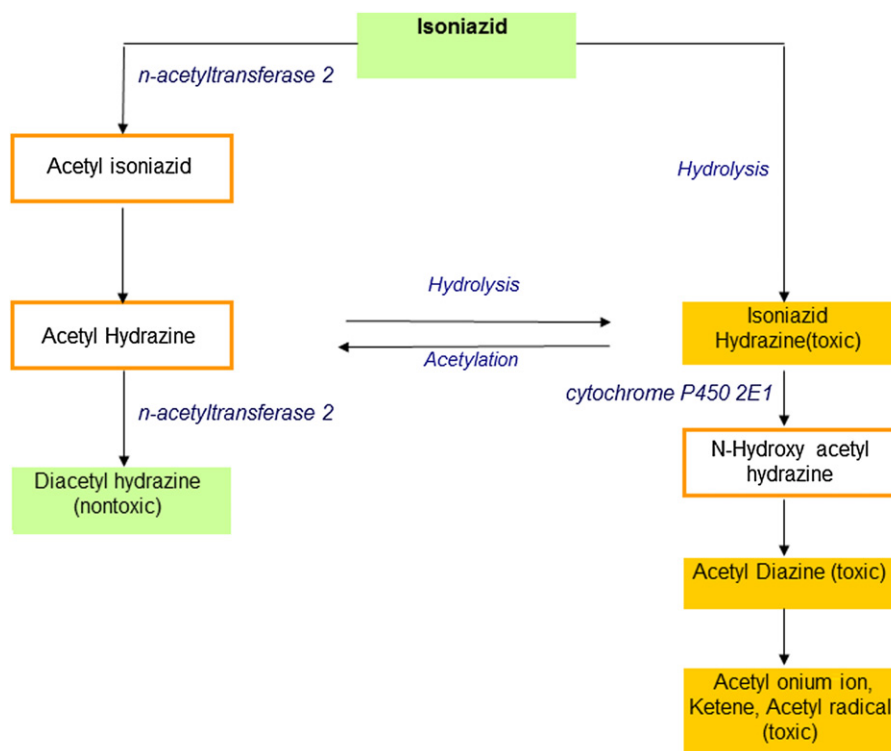 Isoniazid
n-acetyltransferase 2
Acetyl isoniazid
Hydrolysis
Hydrolysis
Acetyl Hydrazine
Isoniazid
Hydrazine(toxic)
Acetylation
cytochrome P450 2E1
n-acetyltransferase 2
N-Hydroxy acetyl
hydrazine
Diacetyl hydrazine
(nontoxic)
Acetyl Diazine (toxic)
Acetyl onium ion,
Ketene, Acetyl radical
(toxic)